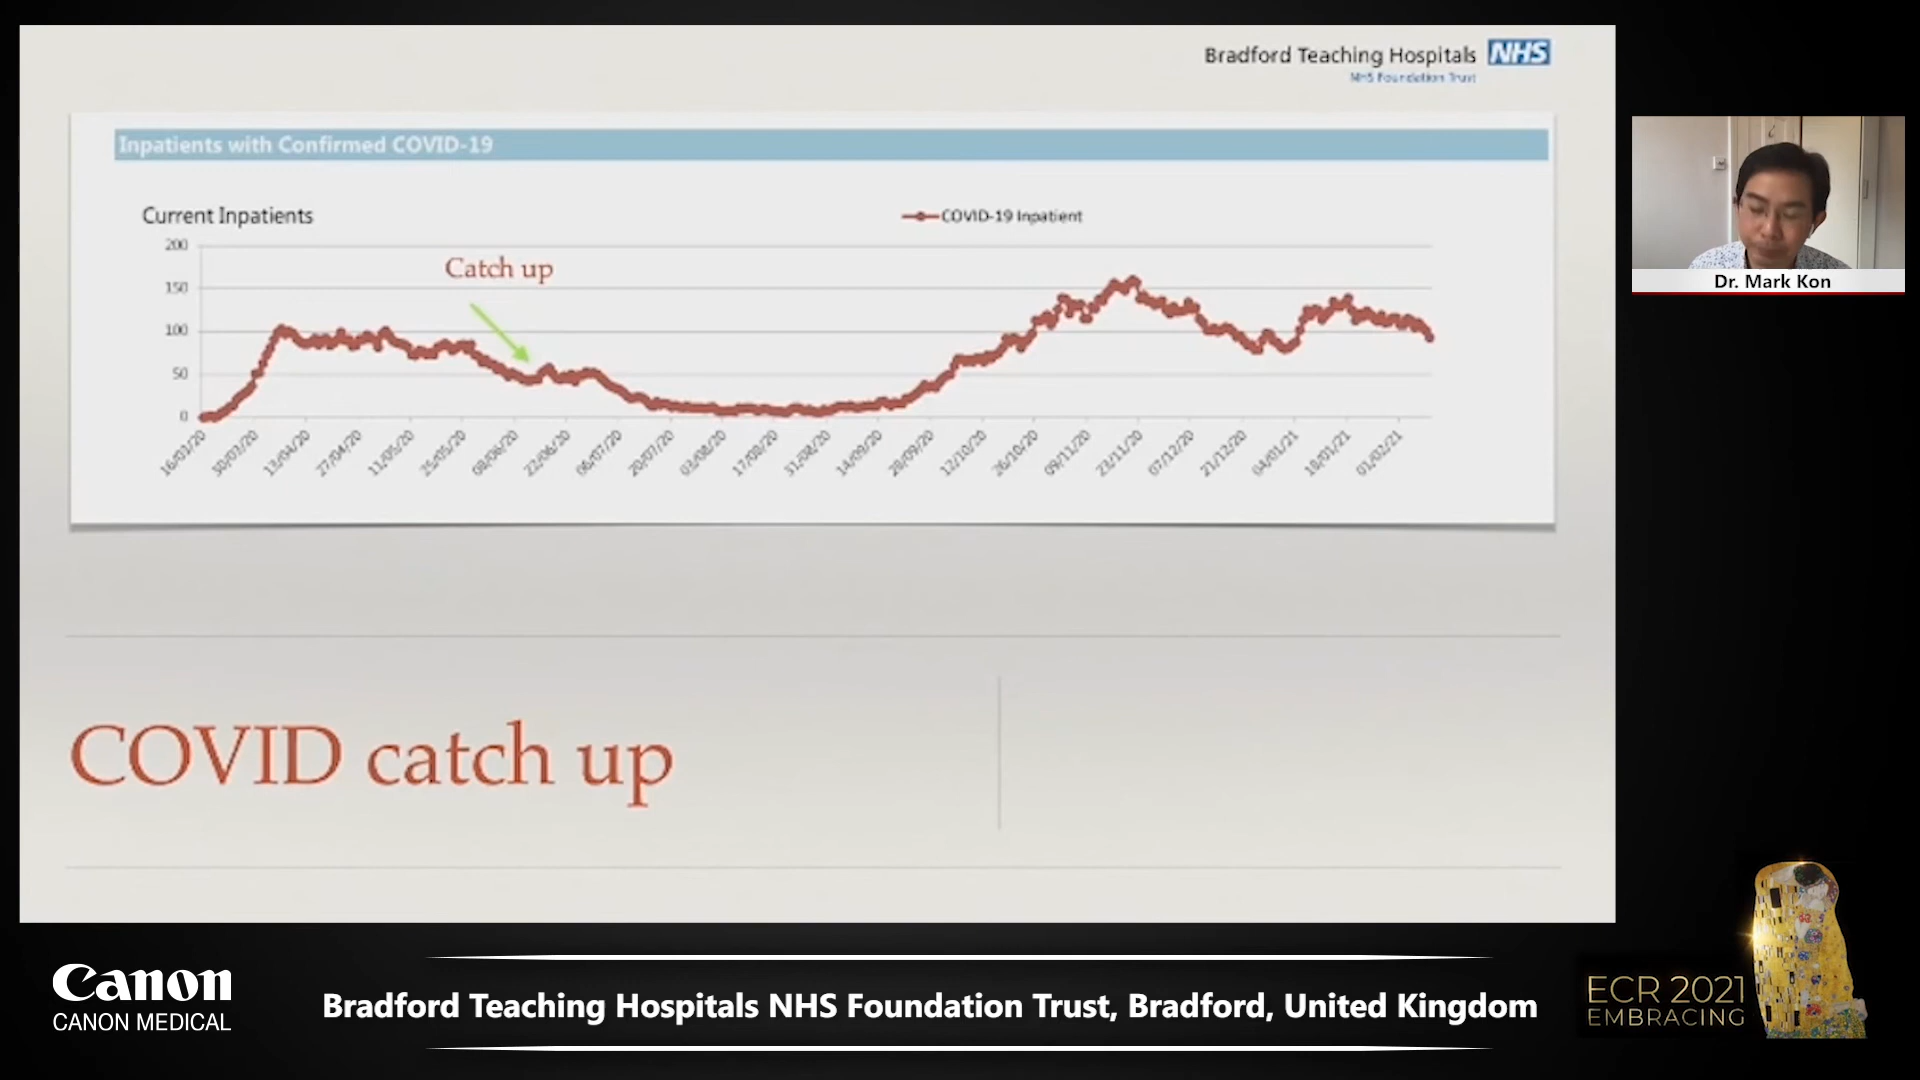 Bradford Teaching Hospitals NHS
NHS Foundation Trust
Inpatients with Confirmed COVID-19
Current Inpatients
COVID-19 Inpatient
200
150
100
50
0
Catch up
16/03/20 30/03/20 13/04/20 27/04/20 11/05/20 25/05/20 08/06/20 22/06/20 06/07/20 20/07/20 03/08/20 17/08/20 31/08/20 14/09/20 28/09/20 12/10/20 26/10/20 09/11/20 23/11/20 07/12/20 21/12/20 04/01/21 18/01/21 01/02/21
COVID catch up
Dr. Mark Kon
Canon
CANON MEDICAL
Bradford Teaching Hospitals NHS Foundation Trust, Bradford, United Kingdom
ECR 2021
EMBRACING